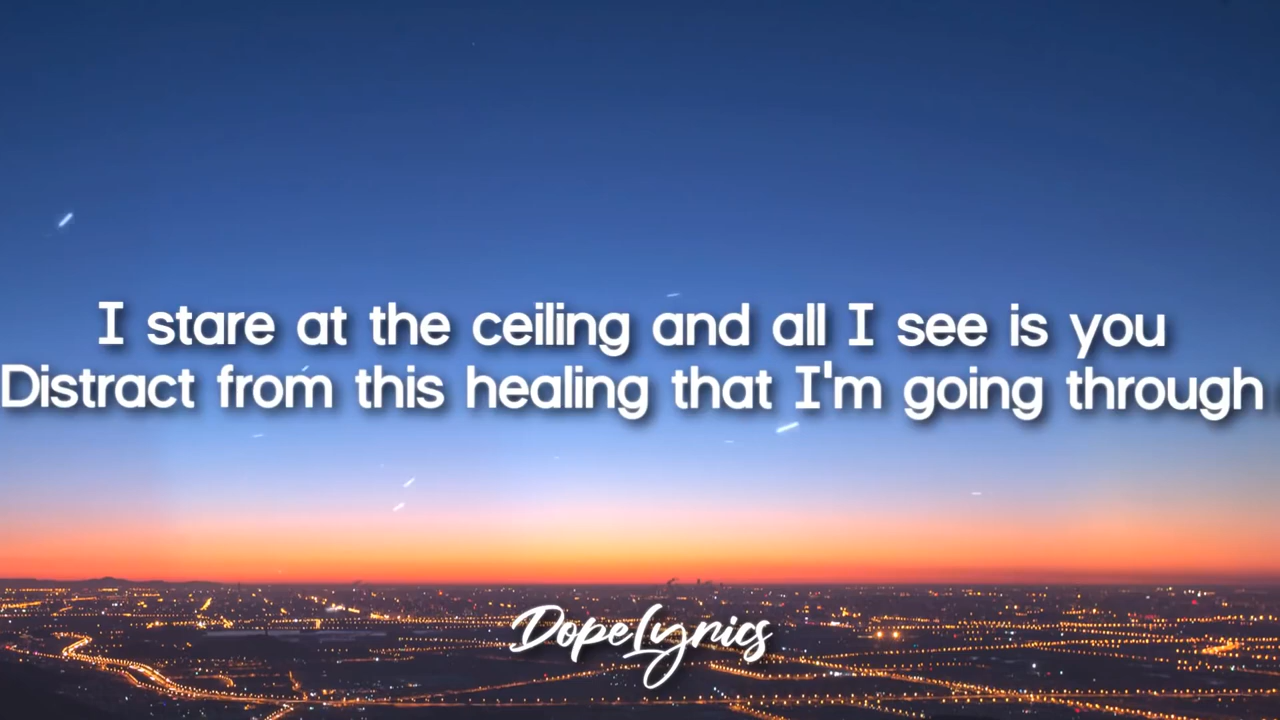 I stare at the ceiling and all I see is you
Distract from this healing that I'm going through
DopeLyrics